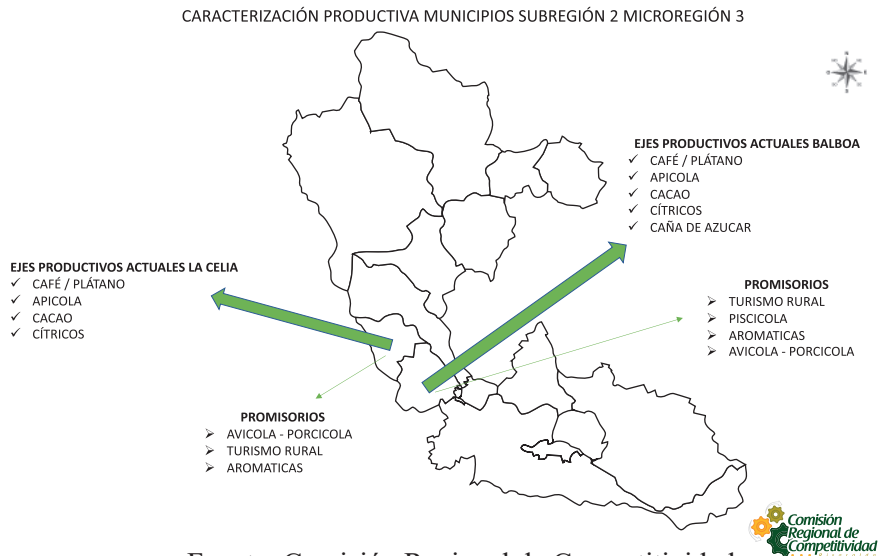 CARACTERIZACIÓN PRODUCTIVA MUNICIPIOS SUBREGIÓN 2 MICROREGIÓN 3
EJES PRODUCTIVOS ACTUALES BALBOA
✓ CAFÉ / PLÁTANO
✓ APICOLA
✓ CACAO
✓ CÍTRICOS
✓ CAÑA DE AZUCAR
EJES PRODUCTIVOS ACTUALES LA CELIA
✓ CAFÉ / PLÁTANO
✓ APICOLA
✓ CACAO
✓ CÍTRICOS
PROMISORIOS
➢ TURISMO RURAL
➢ PISCICOLA
➢ AROMATICAS
➢ AVICOLA - PORCICOLA
PROMISORIOS
➢ AVICOLA - PORCICOLA
➢ TURISMO RURAL
➢ AROMATICAS
Comisión
Regional de
Competitividad